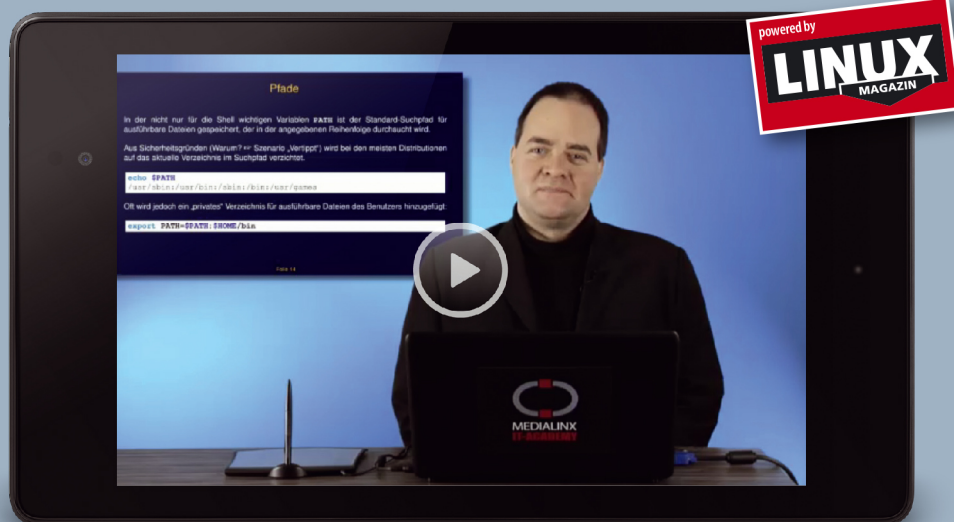 powered by
LINUX
MAGAZIN
Pfade
In der nicht nur für die Shell wichtigen Variablen PATH ist der Standard-Suchpfad für
ausführbare Dateien gespeichert, der in der angegebenen Reihenfolge durchsucht wird.
Aus Sicherheitsgründen (Warum? ⇔ Szenario „Vertippt") wird bei den meisten Distributionen
auf das aktuelle Verzeichnis im Suchpfad verzichtet.
echo $PATH
/usr/sbin:/usr/bin:/sbin:/bin:/usr/games
Oft wird jedoch ein „privates" Verzeichnis für ausführbare Dateien des Benutzers hinzugefügt:
export PATH=$PATH:$HOME/bin
Folie 14
MEDIALINX
IT-ACADEMY